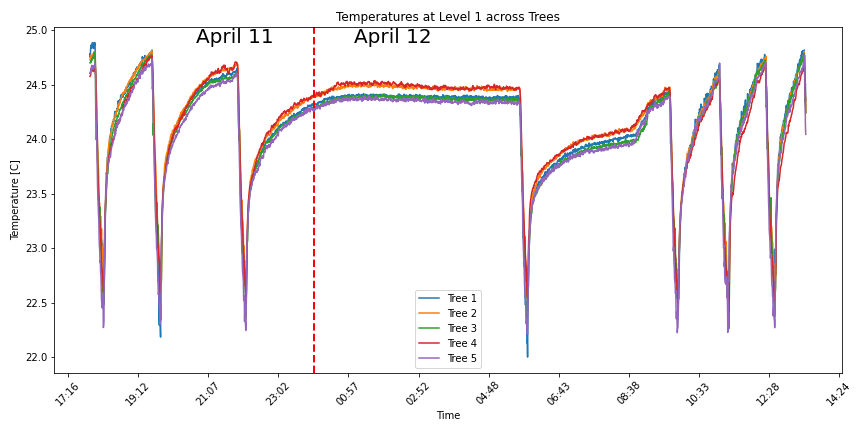 Temperatures at Level 1 across Trees
April 11
April 12
25.0
24.5
24.0
23.5
23.0
22.5
22.0
Temperature [C]
Tree 1
Tree 2
Tree 3
Tree 4
Tree 5
17:16
19:12
21:07
23:02
00:57
02:52
04:48
06:43
08:38
10:33
12:28
14:24
Time